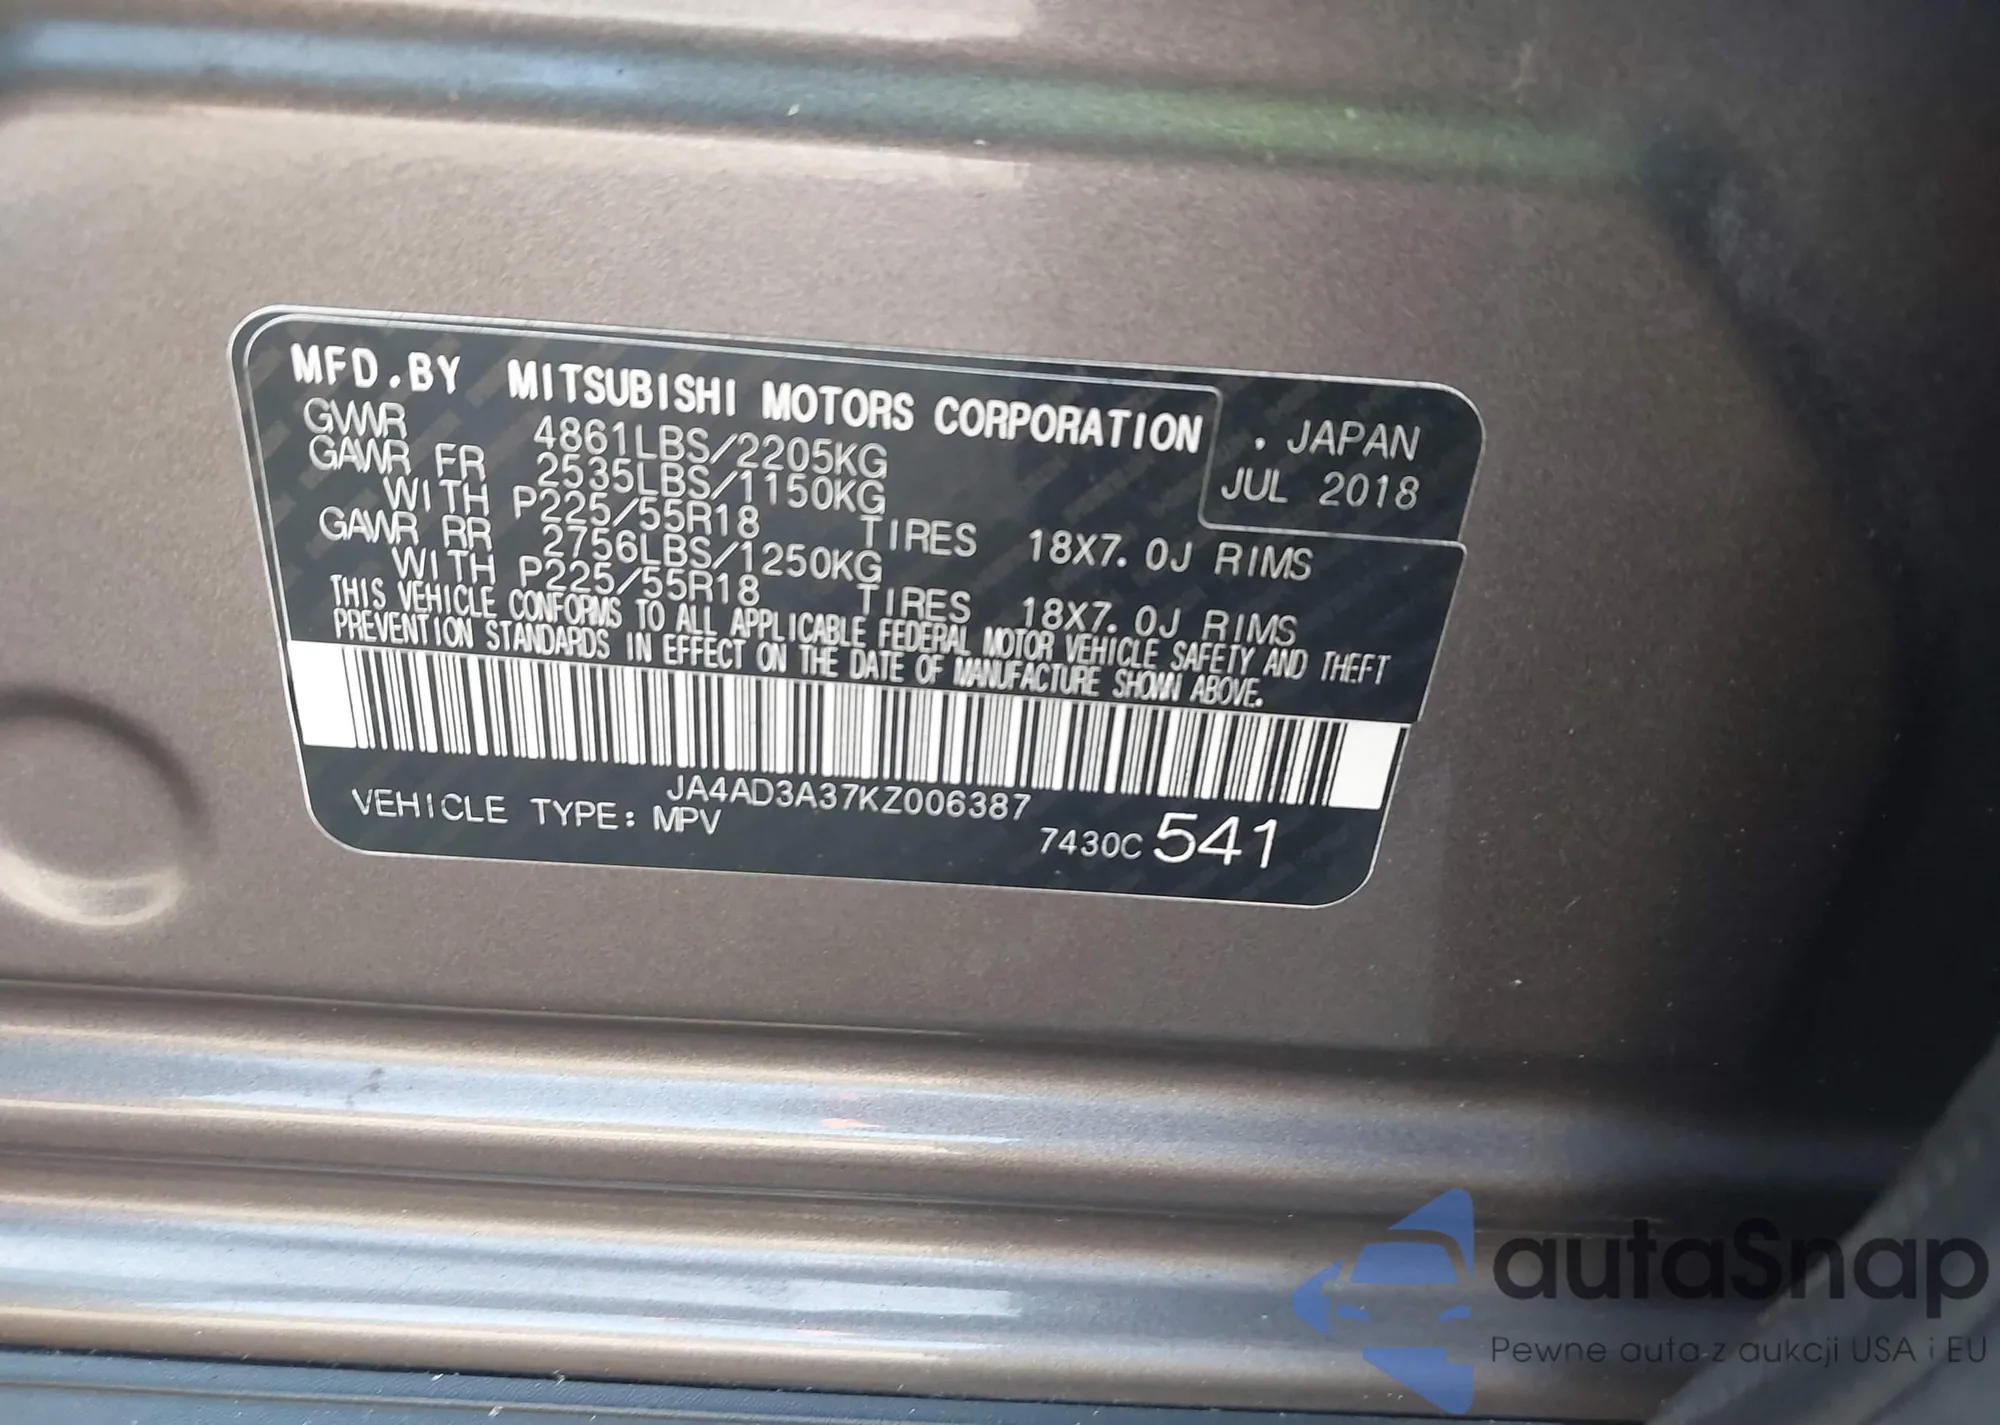 MFD.BY MITSUBISHI MOTORS CORPORATION . JAPAN
GVWR 4861LBS/2205KG JUL 2018
GAWR FR 2535LBS/1150KG
WITH P225/55R18 TIRES 18X7.0J RIMS
GAWR RR 2756LBS/1250KG
WITH P225/55R18 TIRES 18X7.0J RIMS
THIS VEHICLE CONFORMS TO ALL APPLICABLE FEDERAL MOTOR VEHICLE SAFETY AND THEFT
PREVENTION STANDARDS IN EFFECT ON THE DATE OF MANUFACTURE SHOWN ABOVE.
JA4AD3A37KZ006387
VEHICLE TYPE: MPV 7430C 541
autaSnap
Pewne auta z aukcji USA i EU